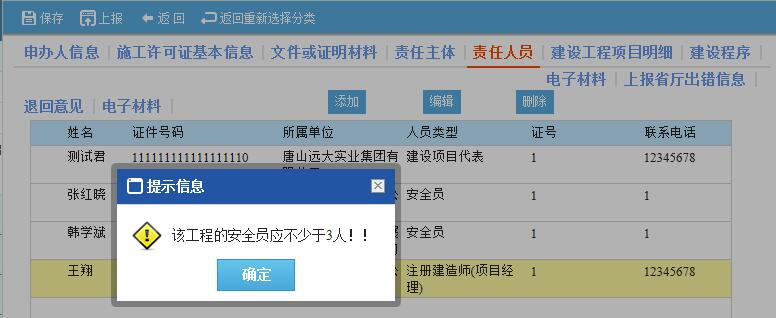 保存 上报 返 回 返回重新选择分类
申办人信息 施工许可证基本信息 文件或证明材料 责任主体 责任人员 建设工程项目明细 建设程序
电子材料 上报省厅出错信息
退回意见 电子材料 添加 编辑 删除
姓名 证件号码 所属单位 人员类型 证号 联系电话
测试君 111111111111111110 唐山远大实业集团有 建设项目代表 1 12345678
提示信息
张红晓 安全员 1 1
该工程的安全员应不少于3人！！
韩学斌 安全员 1 1
确定
王翔 注册建造师(项目经 1 12345678
理)